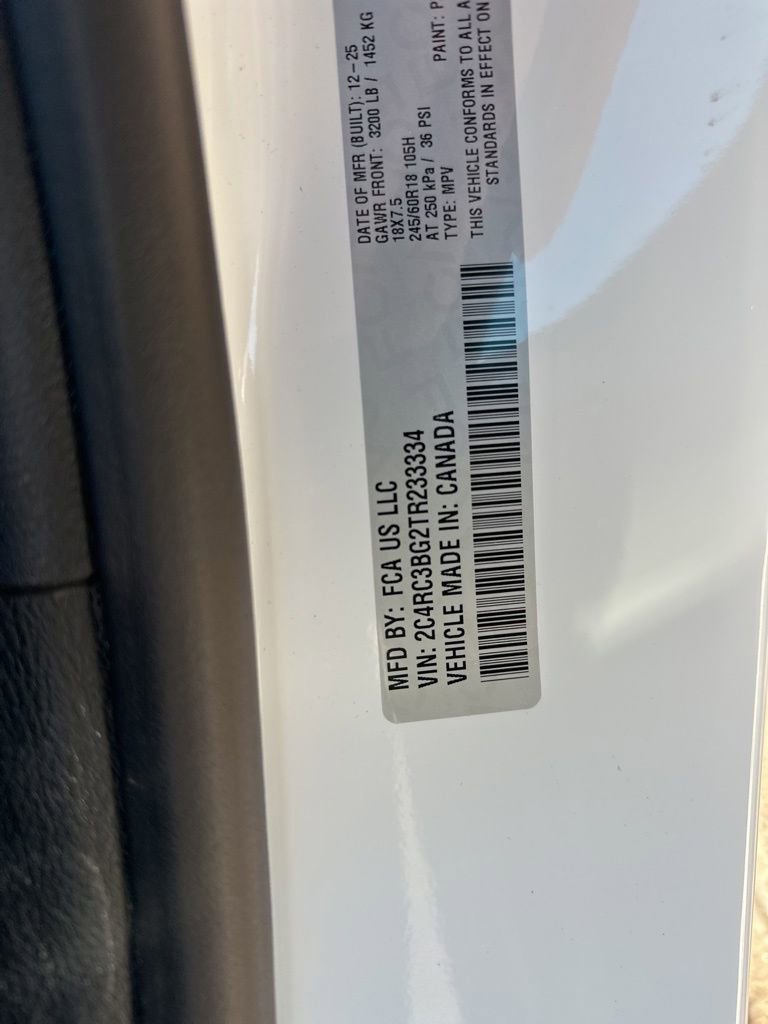 MFD BY: FCA US LLC
VIN: 2C4RC3BG2TR233334
VEHICLE MADE IN: CANADA
DATE OF MFR (BUILT): 12-25
GAWR FRONT: 3200 LB / 1452 KG
18X7.5
245/60R18 105H
AT 250 kPa / 36 PSI
TYPE: MPV
PAINT: P
THIS VEHICLE CONFORMS TO ALL A
STANDARDS IN EFFECT ON